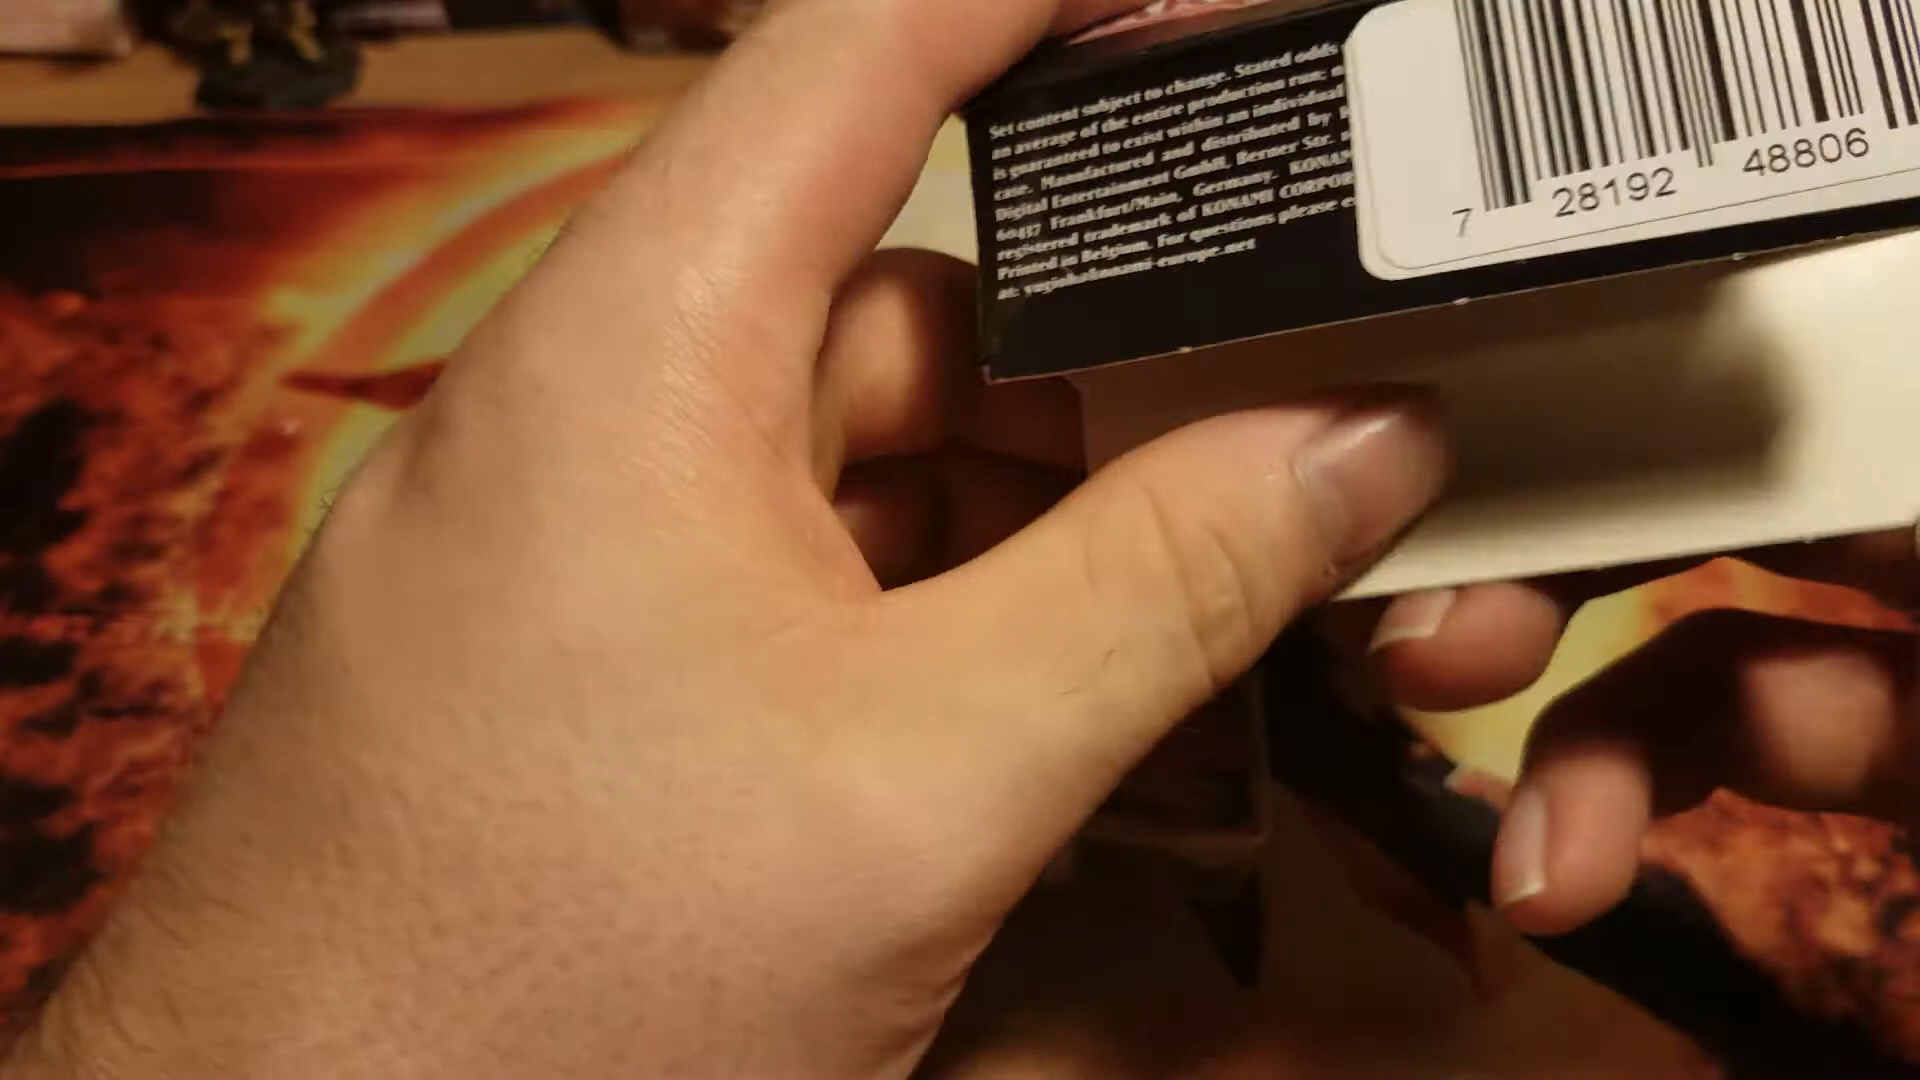 Set content subject to change. Stated odds
an average of the entire production run;
is guaranteed to exist within an individual
case. Manufactured and distributed by
Digital Entertainment GmbH, Berner Str.
60437 Frankfurt/Main, Germany. KONAM
registered trademark of KONAMI CORPOR
Printed in Belgium. For questions please
at: yugioh@konami-europe.net
7 28192 48806